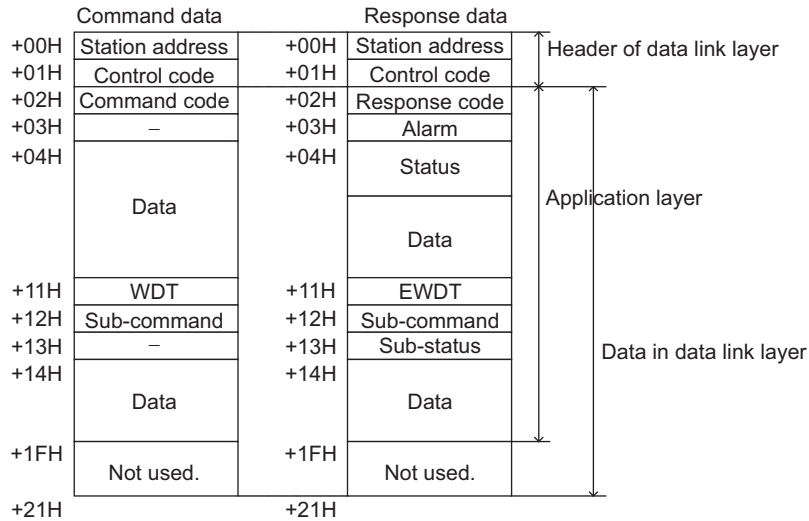 Command data Response data
+00H Station address +00H Station address Header of data link layer
+01H Control code +01H Control code
+02H Command code +02H Response code
+03H – +03H Alarm
+04H +04H Status
Application layer
Data Data
+11H WDT +11H EWDT
+12H Sub-command +12H Sub-command
+13H – +13H Sub-status
Data in data link layer
+14H +14H
Data Data
+1FH +1FH
Not used. Not used.
+21H +21H